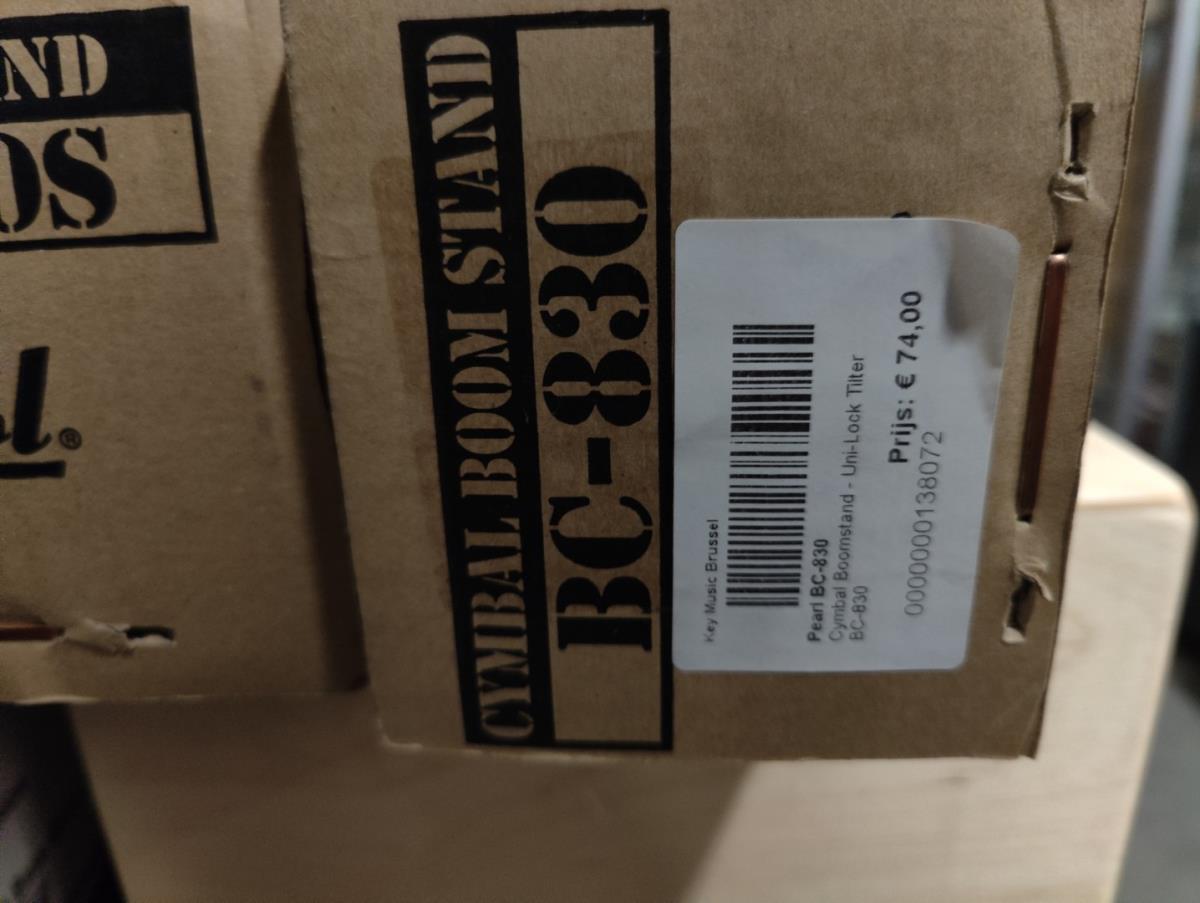 ND
OS
l®
CYMBAL BOOM STAND
BC-830
Key Music Brussel
Pearl BC-830
Cymbal Boomstand - Uni-Lock Tilter
BC-830
Prijs: € 74,00
0000000138072